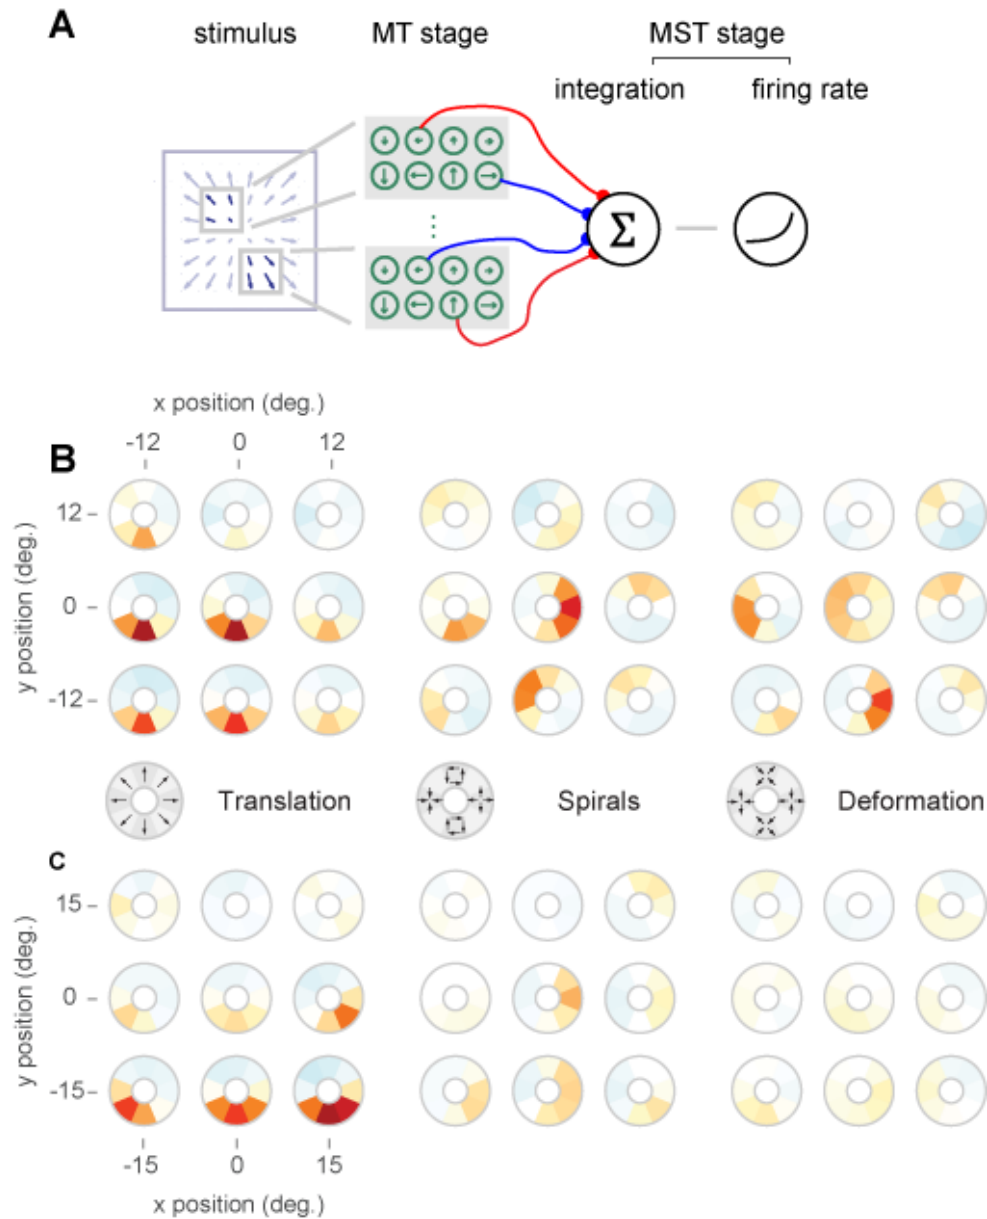 A
stimulus MT stage MST stage
integration firing rate
Σ
x position (deg.)
-12 0 12
B
y position (deg.)
12
0
-12
Translation Spirals Deformation
C
y position (deg.)
15
0
-15
-15 0 15
x position (deg.)